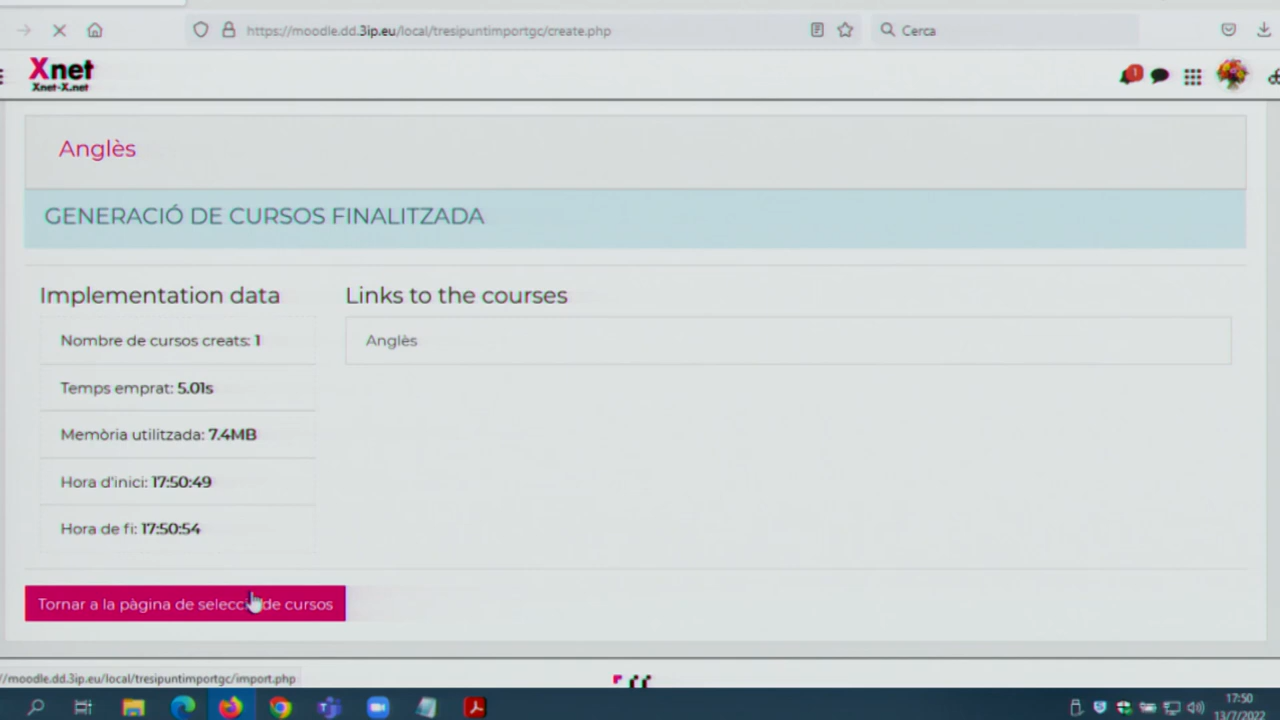 https://moodle.dd.3ip.eu/local/tresipuntimportgc/create.php
Cerca
Xnet
Xnet-X.net
1
Anglès
GENERACIÓ DE CURSOS FINALITZADA
Implementation data
Links to the courses
Nombre de cursos creats: 1
Anglès
Temps emprat: 5.01s
Memòria utilitzada: 7.4MB
Hora d'inici: 17:50:49
Hora de fi: 17:50:54
Tornar a la pàgina de selecció de cursos
//moodle.dd.3ip.eu/local/tresipuntimportgc/import.php
17:50
13/7/2022